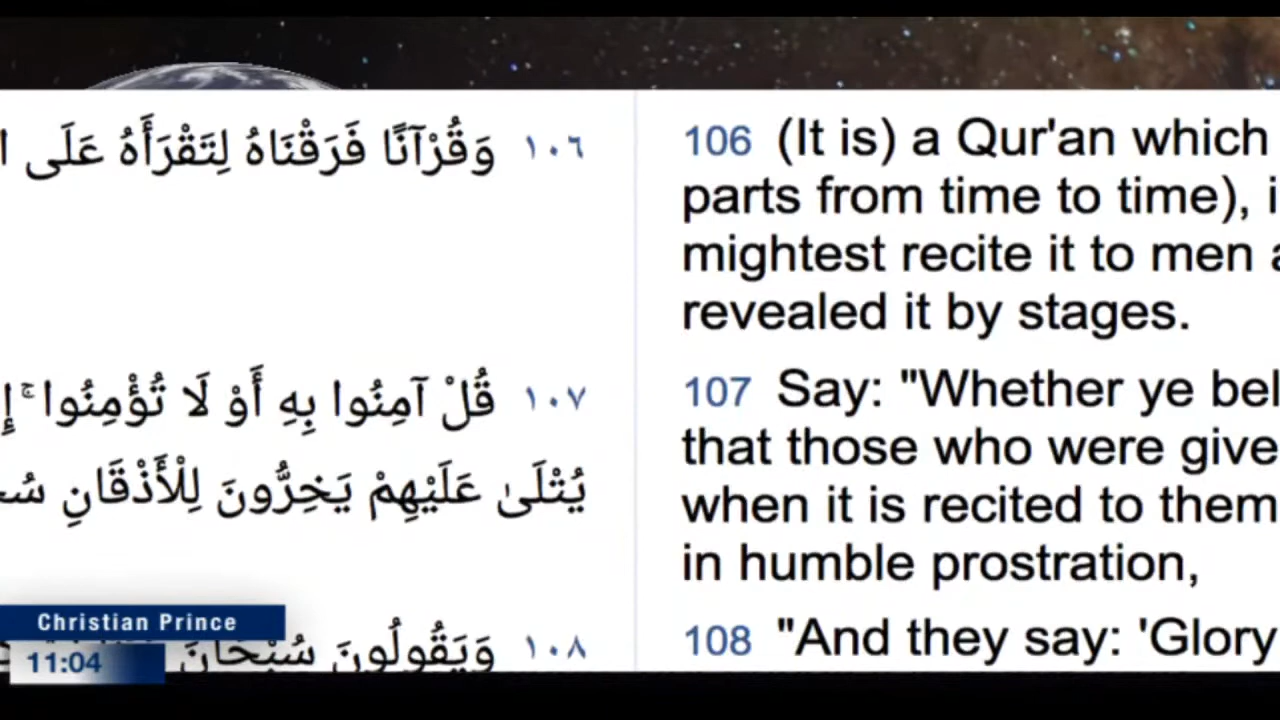 وَقُرْآنًا فَرَقْنَاهُ لِتَقْرَأَهُ عَلَى
١٠٦
106 (It is) a Qur'an which
parts from time to time), i
mightest recite it to men a
revealed it by stages.
١٠٧ قُلْ آمِنُوا بِهِ أَوْ لَا تُؤْمِنُوا ۚ
يُتْلَىٰ عَلَيْهِمْ يَخِرُّونَ لِلْأَذْقَانِ
107 Say: "Whether ye bel
that those who were give
when it is recited to them
in humble prostration,
١٠٨ وَيَقُولُونَ سُبْحَانَ
108 "And they say: 'Glory
Christian Prince
11:04